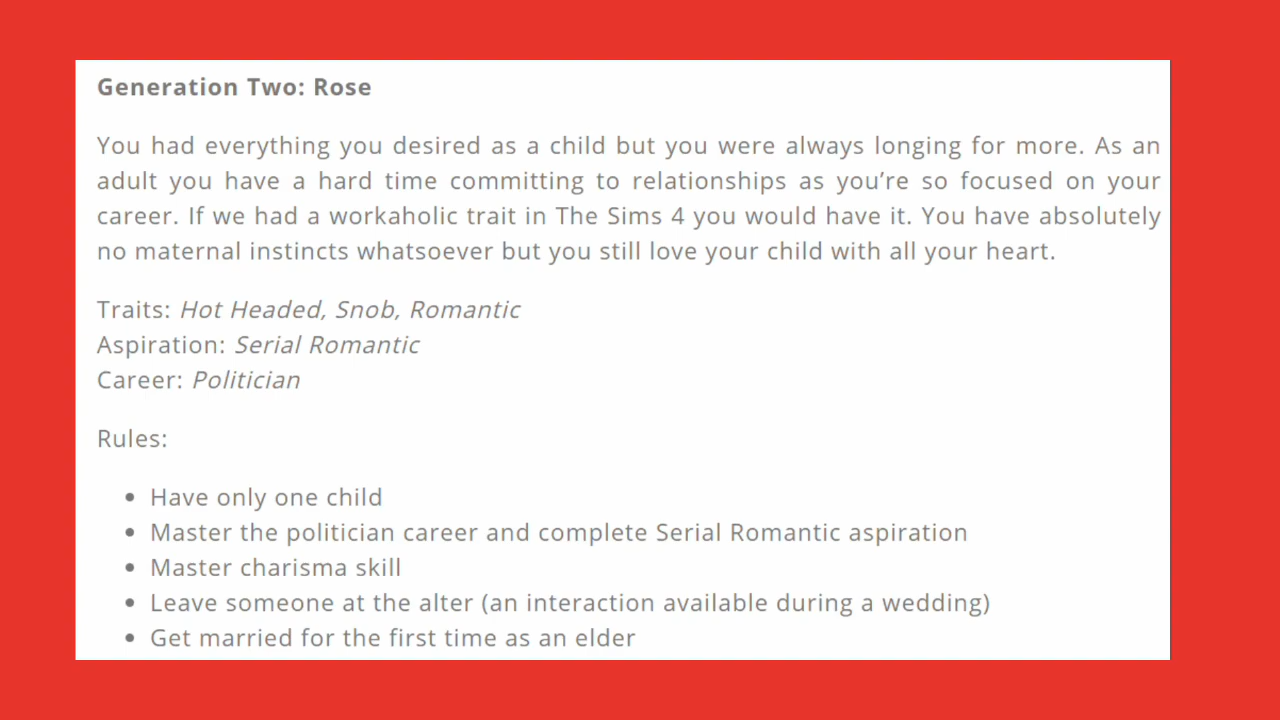 Generation Two: Rose
You had everything you desired as a child but you were always longing for more. As an
adult you have a hard time committing to relationships as you’re so focused on your
career. If we had a workaholic trait in The Sims 4 you would have it. You have absolutely
no maternal instincts whatsoever but you still love your child with all your heart.
Traits: Hot Headed, Snob, Romantic
Aspiration: Serial Romantic
Career: Politician
Rules:
• Have only one child
• Master the politician career and complete Serial Romantic aspiration
• Master charisma skill
• Leave someone at the alter (an interaction available during a wedding)
• Get married for the first time as an elder